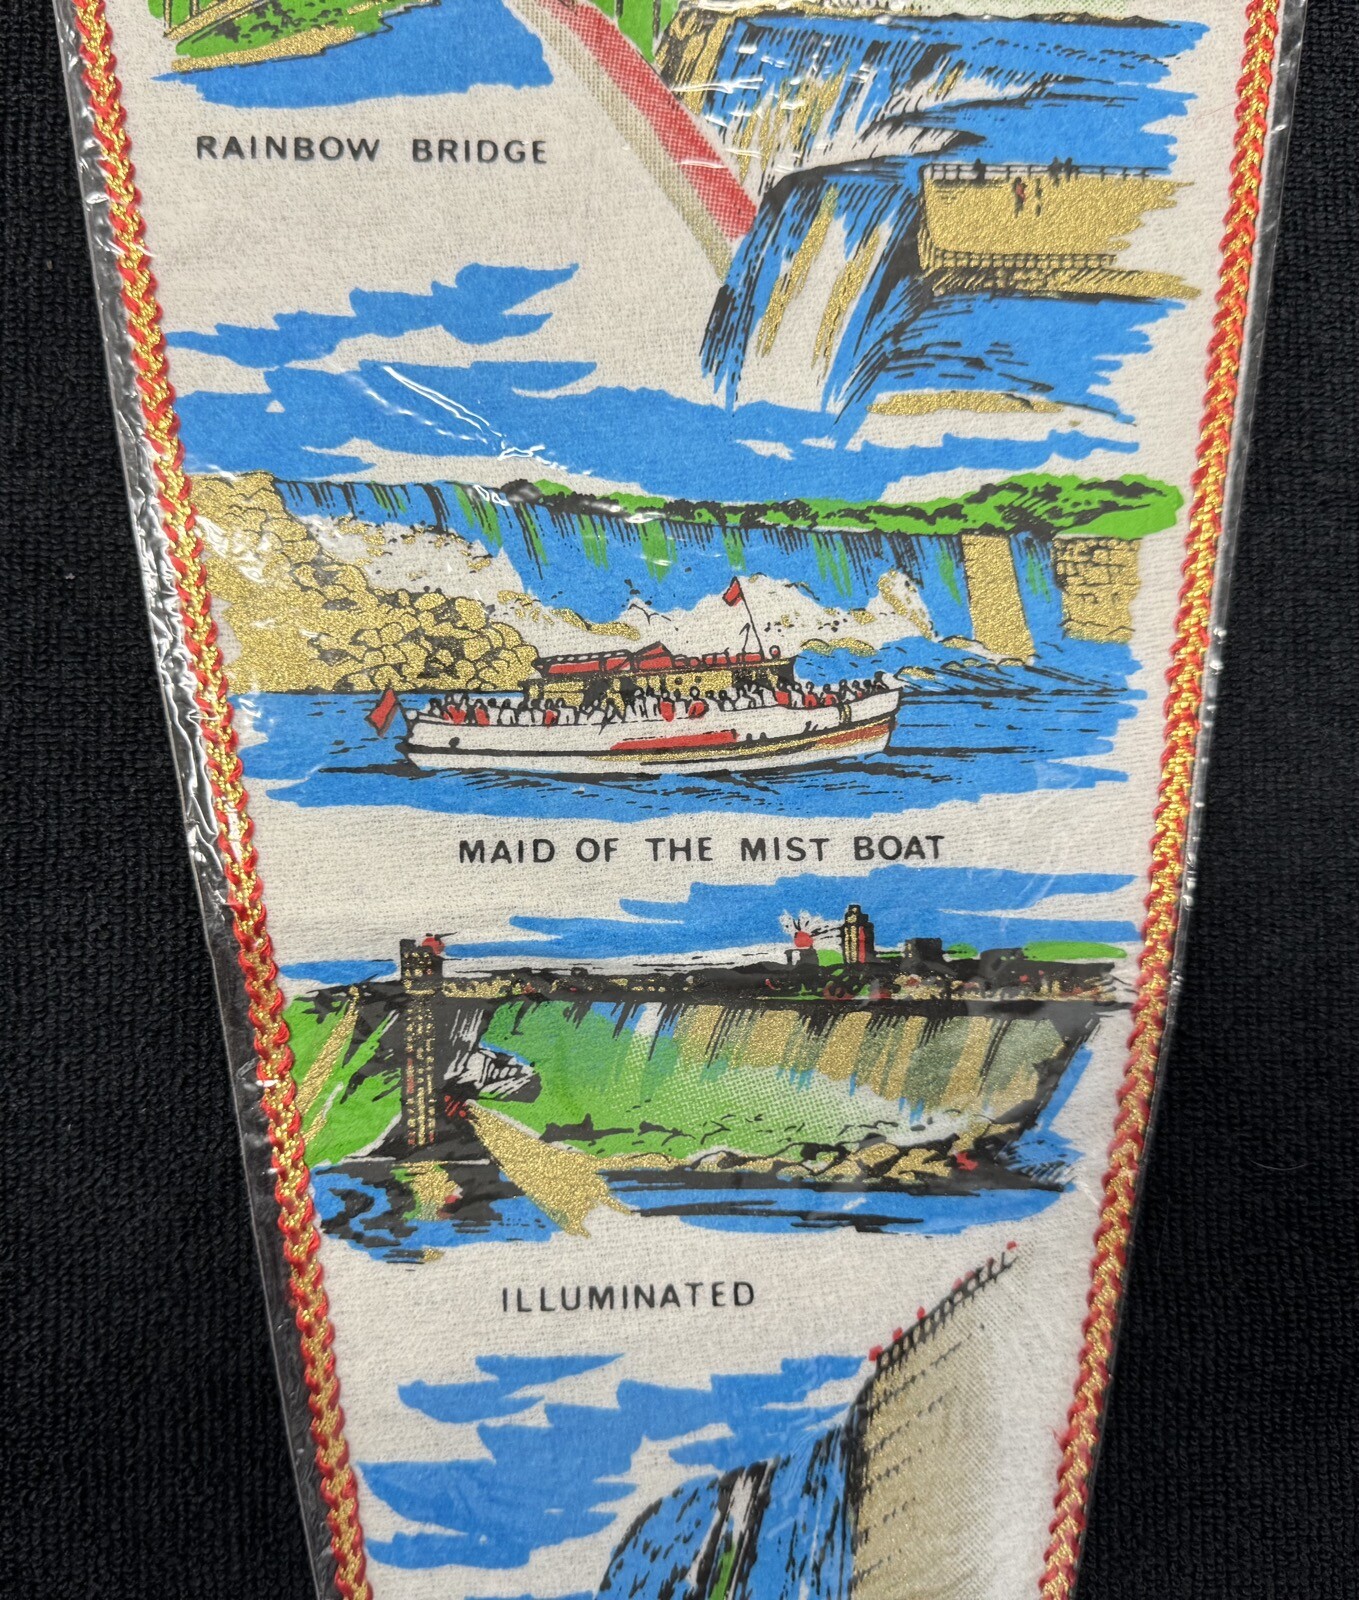 RAINBOW BRIDGE
MAID OF THE MIST BOAT
ILLUMINATED